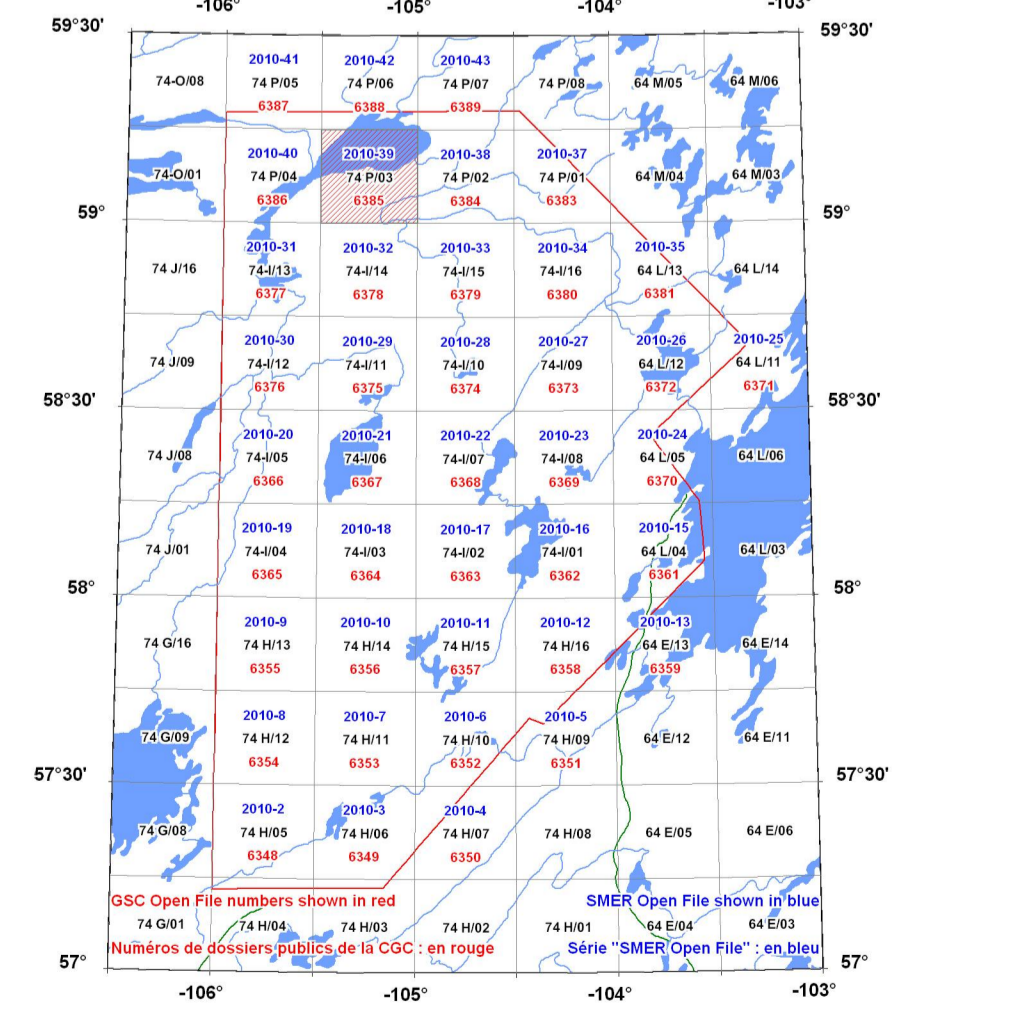 -106° -105° -104° -103°
59°30' 59°30'
2010-41 2010-42 2010-43
74-O/08 74 P/05 74 P/06 74 P/07 74 P/08 64 M/05 64 M/06
6387 6388 6389
2010-40 2010-39 2010-38 2010-37
74-O/01 74 P/04 74 P/03 74 P/02 74 P/01 64 M/04 64 M/03
6386 6385 6384 6383
59° 59°
2010-31 2010-32 2010-33 2010-34 2010-35
74 J/16 74-I/13 74-I/14 74-I/15 74-I/16 64 L/13 64 L/14
6377 6378 6379 6380 6381
2010-30 2010-29 2010-28 2010-27 2010-26 2010-25
74 J/09 74-I/12 74-I/11 74-I/10 74-I/09 64 L/12 64 L/11
6376 6375 6374 6373 6372 6371
58°30' 58°30'
2010-20 2010-21 2010-22 2010-23 2010-24
74 J/08 74-I/05 74-I/06 74-I/07 74-I/08 64 L/05 64 L/06
6366 6367 6368 6369 6370
2010-19 2010-18 2010-17 2010-16 2010-15
74 J/01 74-I/04 74-I/03 74-I/02 74-I/01 64 L/04 64 L/03
6365 6364 6363 6362 6361
58° 58°
2010-9 2010-10 2010-11 2010-12 2010-13
74 G/16 74 H/13 74 H/14 74 H/15 74 H/16 64 E/13 64 E/14
6355 6356 6357 6358 6359
2010-8 2010-7 2010-6 2010-5
74 G/09 74 H/12 74 H/11 74 H/10 74 H/09 64 E/12 64 E/11
6354 6353 6352 6351
57°30' 57°30'
2010-2 2010-3 2010-4
74 G/08 74 H/05 74 H/06 74 H/07 74 H/08 64 E/05 64 E/06
6348 6349 6350
GSC Open File numbers shown in red SMER Open File shown in blue
74 G/01 74 H/04 74 H/03 74 H/02 74 H/01 64 E/04 64 E/03
Numéros de dossiers publics de la CGC : en rouge Série "SMER Open File" : en bleu
57° 57°
-106° -105° -104° -103°